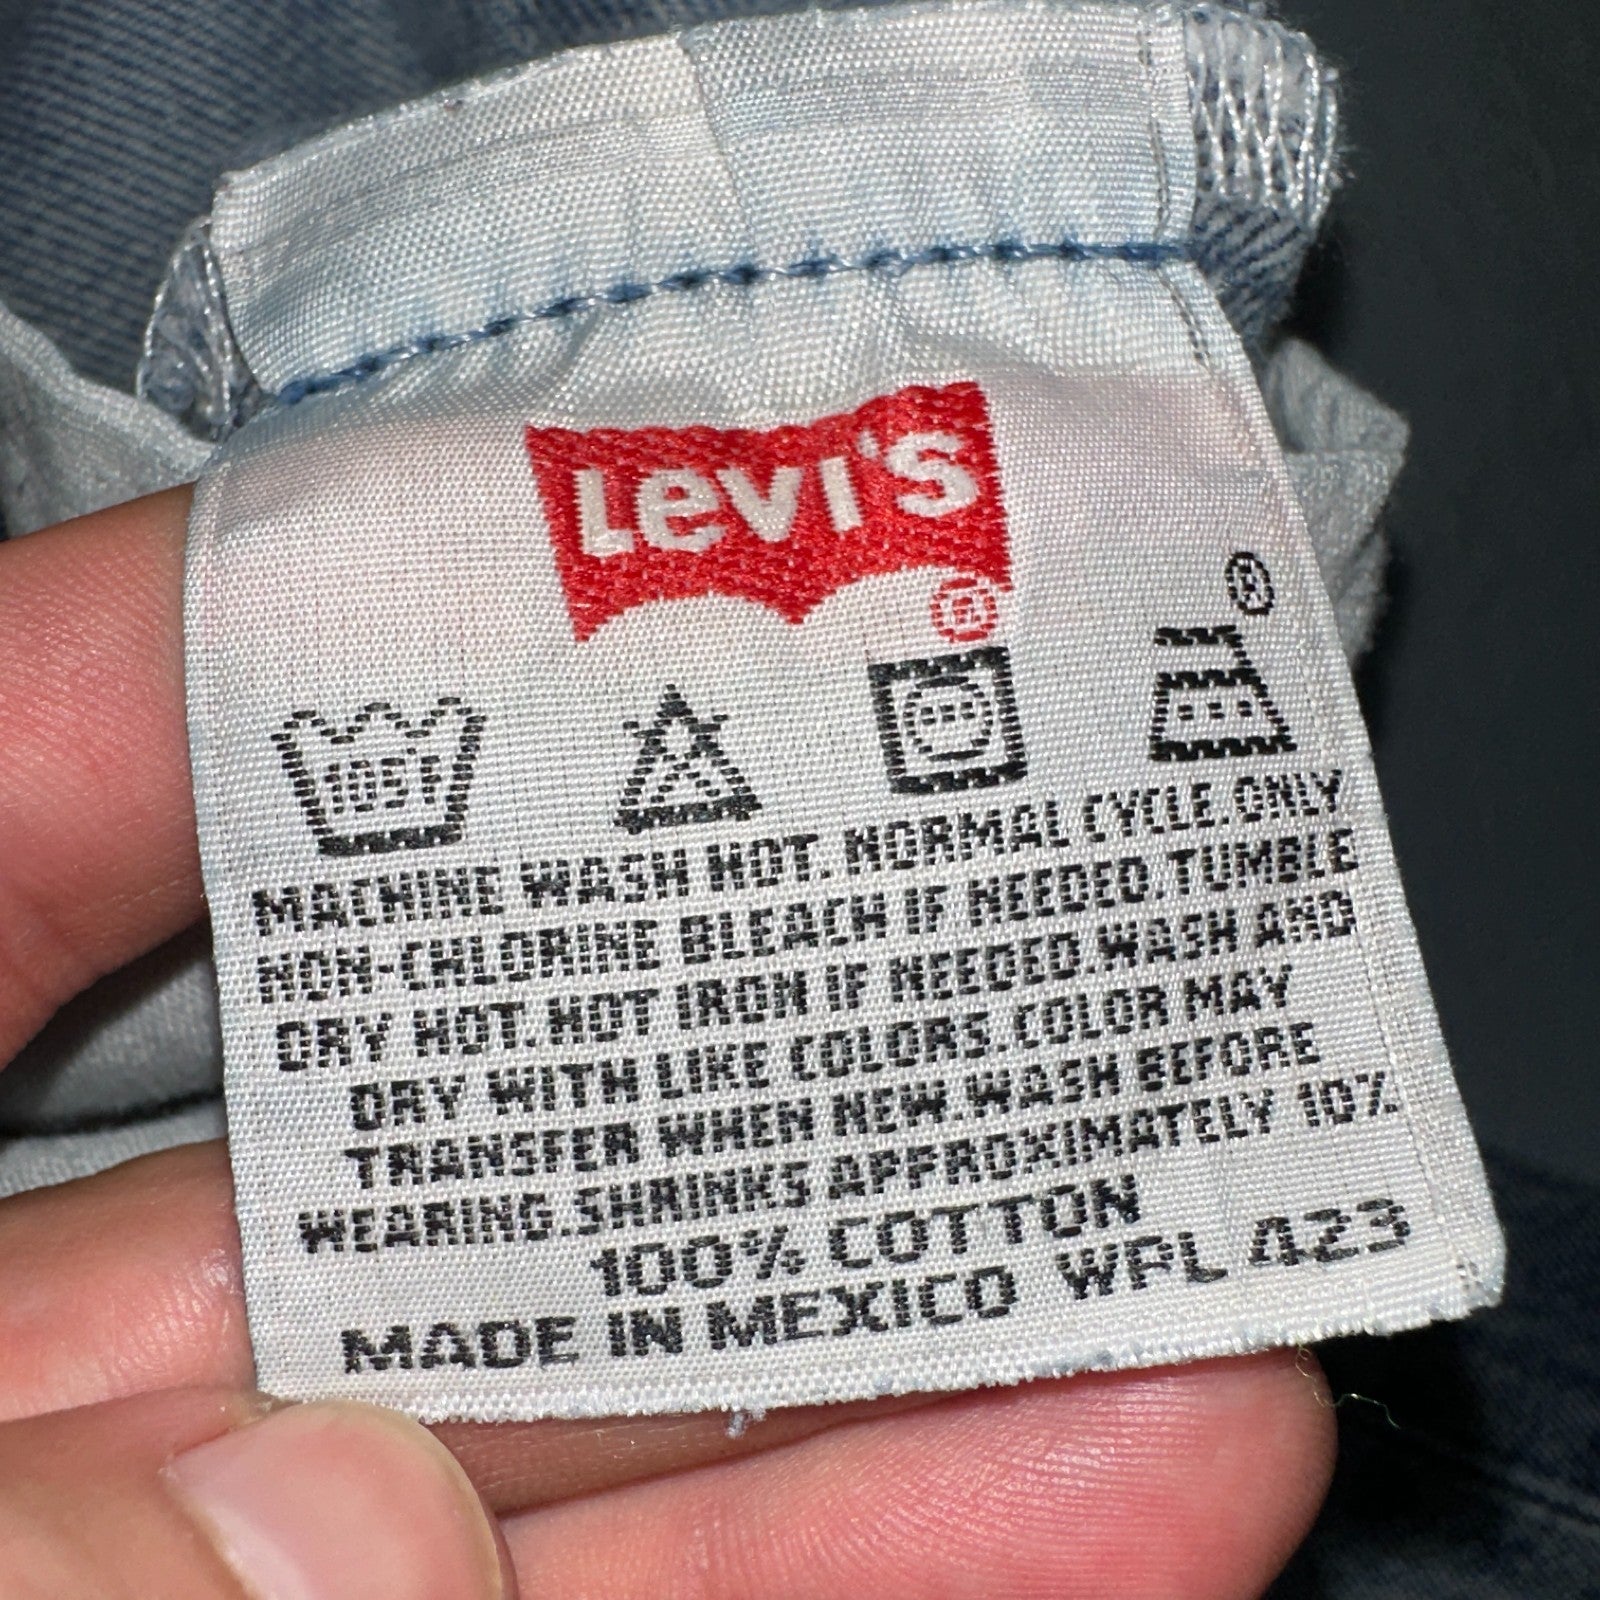 Levi's
®
®
105F
MACHINE WASH HOT. NORMAL CYCLE. ONLY
NON-CHLORINE BLEACH IF NEEDED. TUMBLE
DRY HOT. HOT IRON IF NEEDED. WASH AND
DRY WITH LIKE COLORS. COLOR MAY
TRANSFER WHEN NEW. WASH BEFORE
WEARING. SHRINKS APPROXIMATELY 10%
100% COTTON
MADE IN MEXICO WPL 423